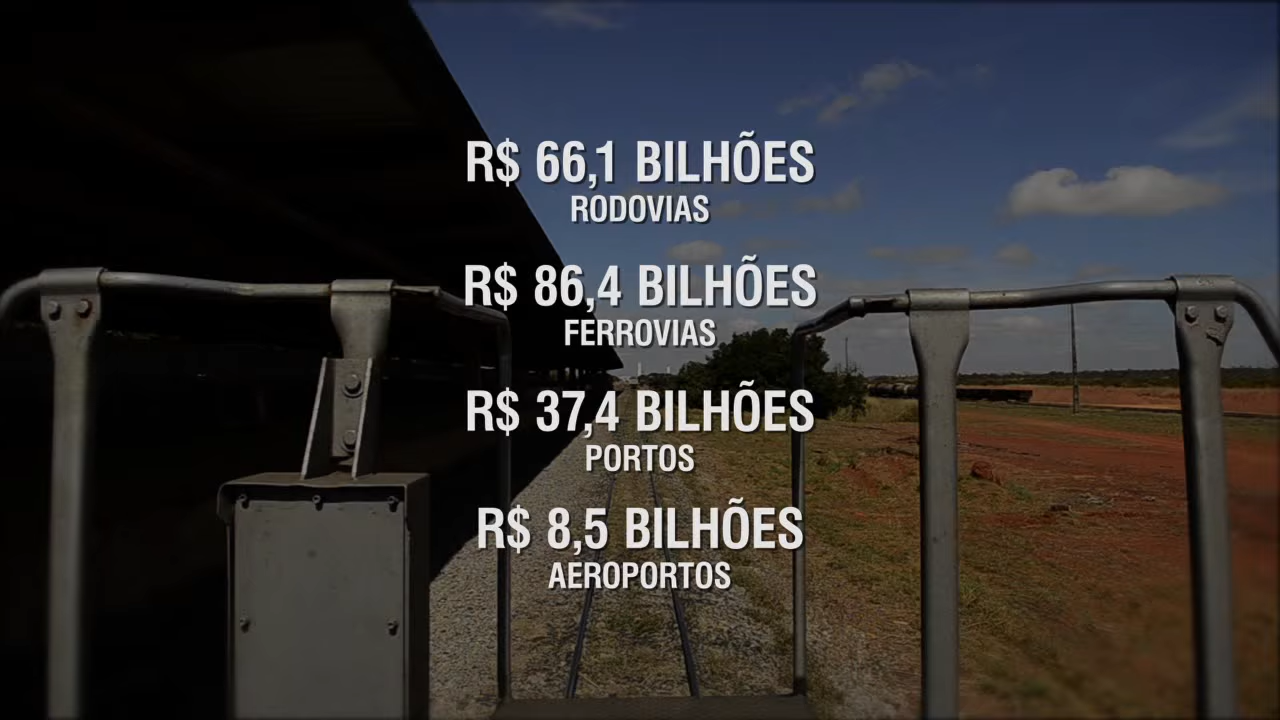 R$ 66,1 BILHÕES
RODOVIAS
R$ 86,4 BILHÕES
FERROVIAS
R$ 37,4 BILHÕES
PORTOS
R$ 8,5 BILHÕES
AEROPORTOS